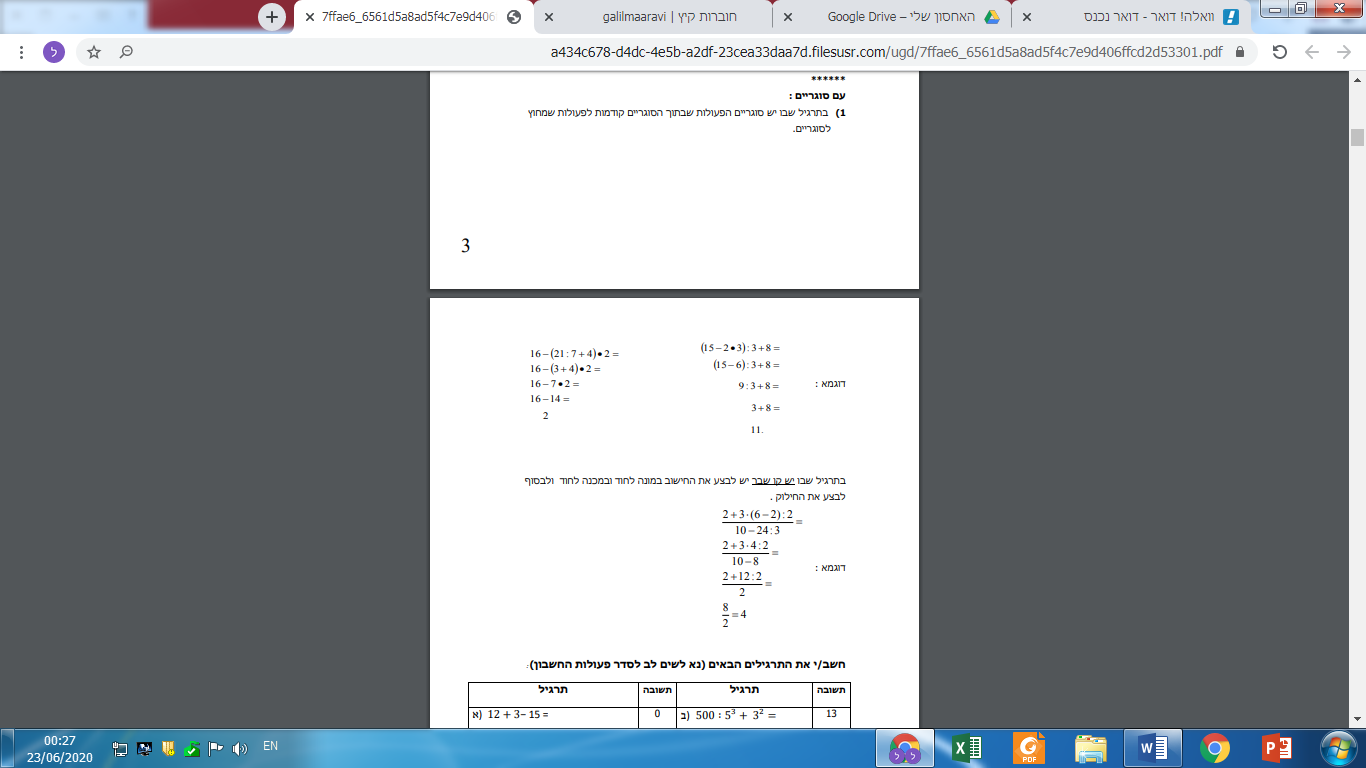 7ffae6_6561d5a8ad5f4c7e9d406
חוברות קיץ | galilmaaravi
האחסון שלי – Google Drive
וואלה! דואר - דואר נכנס
a434c678-d4dc-4e5b-a2df-23cea33daa7d.filesusr.com/ugd/7ffae6_6561d5a8ad5f4c7e9d406ffcd2d53301.pdf
ל
******
עם סוגריים :
1) בתרגיל שבו יש סוגריים הפעולות שבתוך הסוגריים קודמות לפעולות שמחוץ
לסוגריים.
3
דוגמא :
(15 – 2 • 3) : 3 + 8 =
(15 – 6) : 3 + 8 =
9 : 3 + 8 =
3 + 8 =
11.
16 – (21 : 7 + 4) • 2 =
16 – (3 + 4) • 2 =
16 – 7 • 2 =
16 – 14 =
2
בתרגיל שבו יש קו שבר יש לבצע את החישוב במונה לחוד ובמכנה לחוד ולבסוף
לבצע את החילוק .
דוגמא :
2 + 3 · (6 – 2) : 2
10 – 24 : 3
=
2 + 3 · 4 : 2
10 – 8
=
2 + 12 : 2
2
=
8
2
= 4
חשב/י את התרגילים הבאים (נא לשים לב לסדר פעולות החשבון):
תשובה תרגיל תשובה תרגיל
13
ב) 500 : 5³ + 3² =
0
א) 12 + 3– 15 =
00:27
23/06/2020
EN
PDF
ל